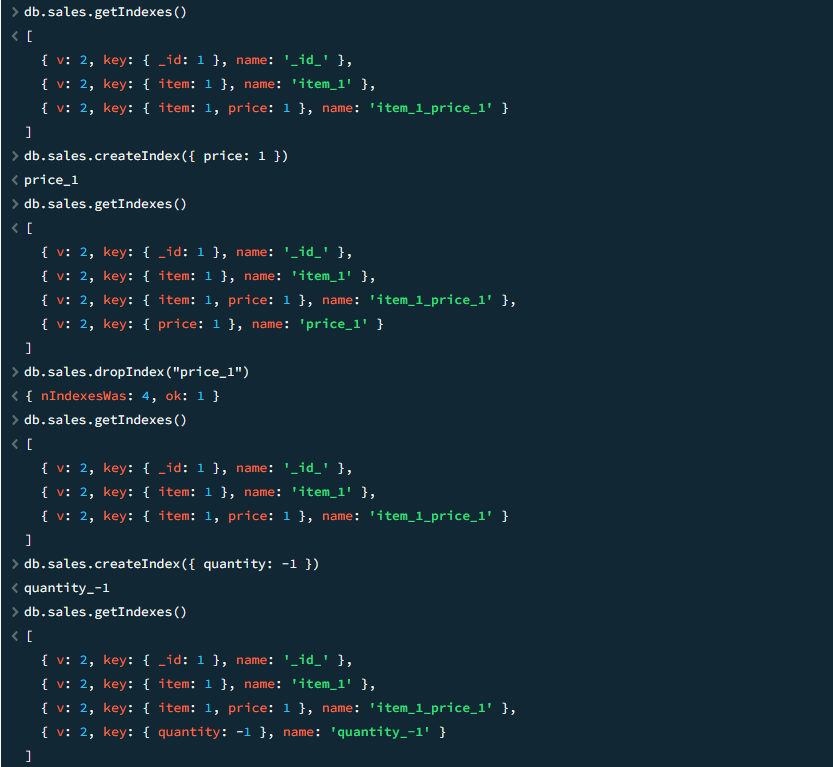 > db.sales.getIndexes()
< [
{ v: 2, key: { _id: 1 }, name: '_id_' },
{ v: 2, key: { item: 1 }, name: 'item_1' },
{ v: 2, key: { item: 1, price: 1 }, name: 'item_1_price_1' }
]
> db.sales.createIndex({ price: 1 })
< price_1
> db.sales.getIndexes()
< [
{ v: 2, key: { _id: 1 }, name: '_id_' },
{ v: 2, key: { item: 1 }, name: 'item_1' },
{ v: 2, key: { item: 1, price: 1 }, name: 'item_1_price_1' },
{ v: 2, key: { price: 1 }, name: 'price_1' }
]
> db.sales.dropIndex("price_1")
< { nIndexesWas: 4, ok: 1 }
> db.sales.getIndexes()
< [
{ v: 2, key: { _id: 1 }, name: '_id_' },
{ v: 2, key: { item: 1 }, name: 'item_1' },
{ v: 2, key: { item: 1, price: 1 }, name: 'item_1_price_1' }
]
> db.sales.createIndex({ quantity: -1 })
< quantity_-1
> db.sales.getIndexes()
< [
{ v: 2, key: { _id: 1 }, name: '_id_' },
{ v: 2, key: { item: 1 }, name: 'item_1' },
{ v: 2, key: { item: 1, price: 1 }, name: 'item_1_price_1' },
{ v: 2, key: { quantity: -1 }, name: 'quantity_-1' }
]